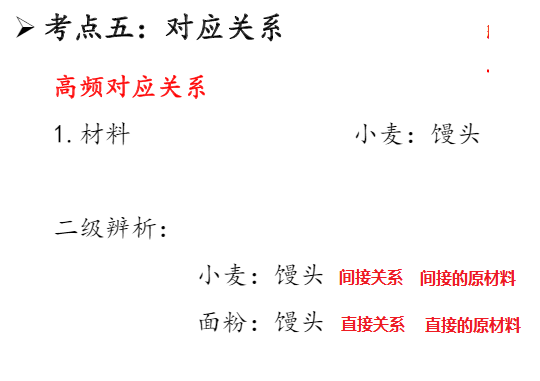 ➢ 考点五：对应关系
高频对应关系
1.材料 小麦：馒头
二级辨析：
小麦：馒头 间接关系 间接的原材料
面粉：馒头 直接关系 直接的原材料